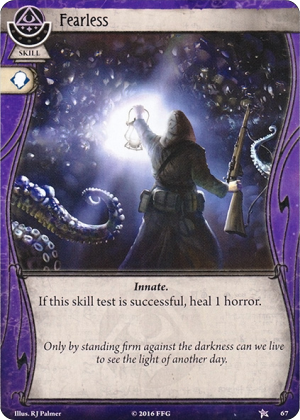 Fearless
SKILL
Innate.
If this skill test is successful, heal 1 horror.
Only by standing firm against the darkness can we live
to see the light of another day.
Illus. RJ Palmer
© 2016 FFG
67